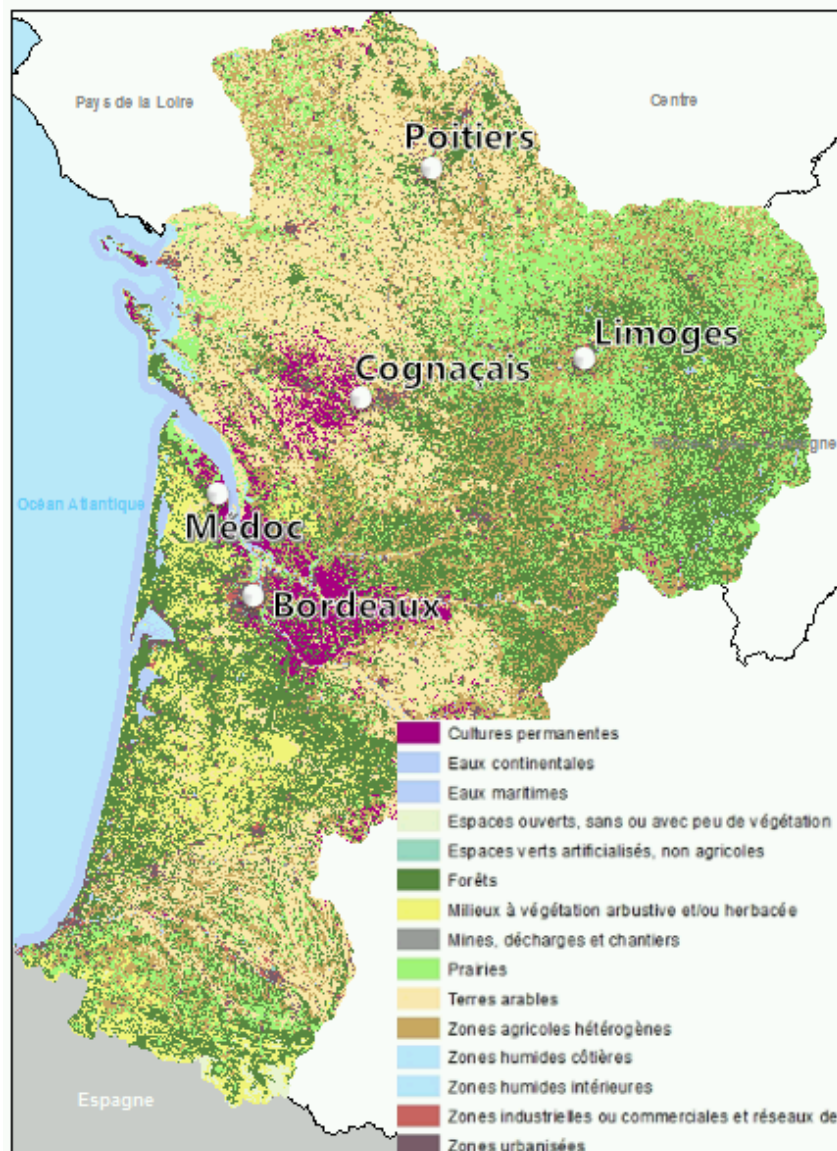 Pays de la Loire
Centre
Poitiers
Limoges
Cognaçais
Océan Atlantique
Medoc
Bordeaux
Cultures permanentes
Eaux continentales
Eaux maritimes
Espaces ouverts, sans ou avec peu de végétation
Espaces verts artificialisés, non agricoles
Forêts
Milieux à végétation arbustive et/ou herbacée
Mines, décharges et chantiers
Prairies
Terres arables
Zones agricoles hétérogènes
Zones humides côtières
Zones humides intérieures
Zones industrielles ou commerciales et réseaux de
Zones urbanisées
Espagne